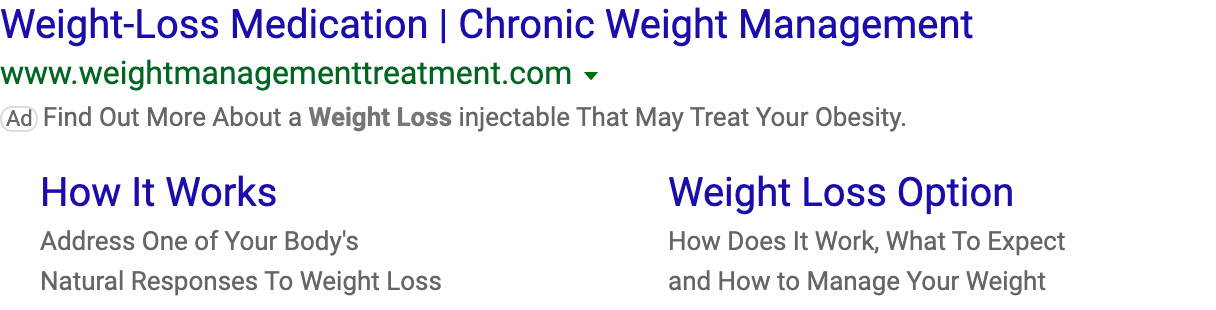 Weight-Loss Medication | Chronic Weight Management
www.weightmanagementtreatment.com
Ad Find Out More About a Weight Loss injectable That May Treat Your Obesity.
How It Works
Address One of Your Body's
Natural Responses To Weight Loss
Weight Loss Option
How Does It Work, What To Expect
and How to Manage Your Weight